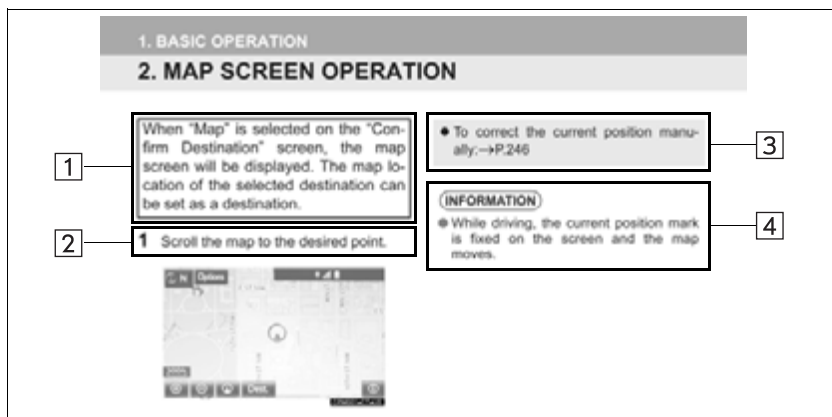 1. BASIC OPERATION
2. MAP SCREEN OPERATION
1
When "Map" is selected on the "Con-
firm Destination" screen, the map
screen will be displayed. The map lo-
cation of the selected destination can
be set as a destination.
2
1 Scroll the map to the desired point.
N Options
Dest.
● To correct the current position manu-
ally:→P.246
3
INFORMATION
● While driving, the current position mark
is fixed on the screen and the map
moves.
4